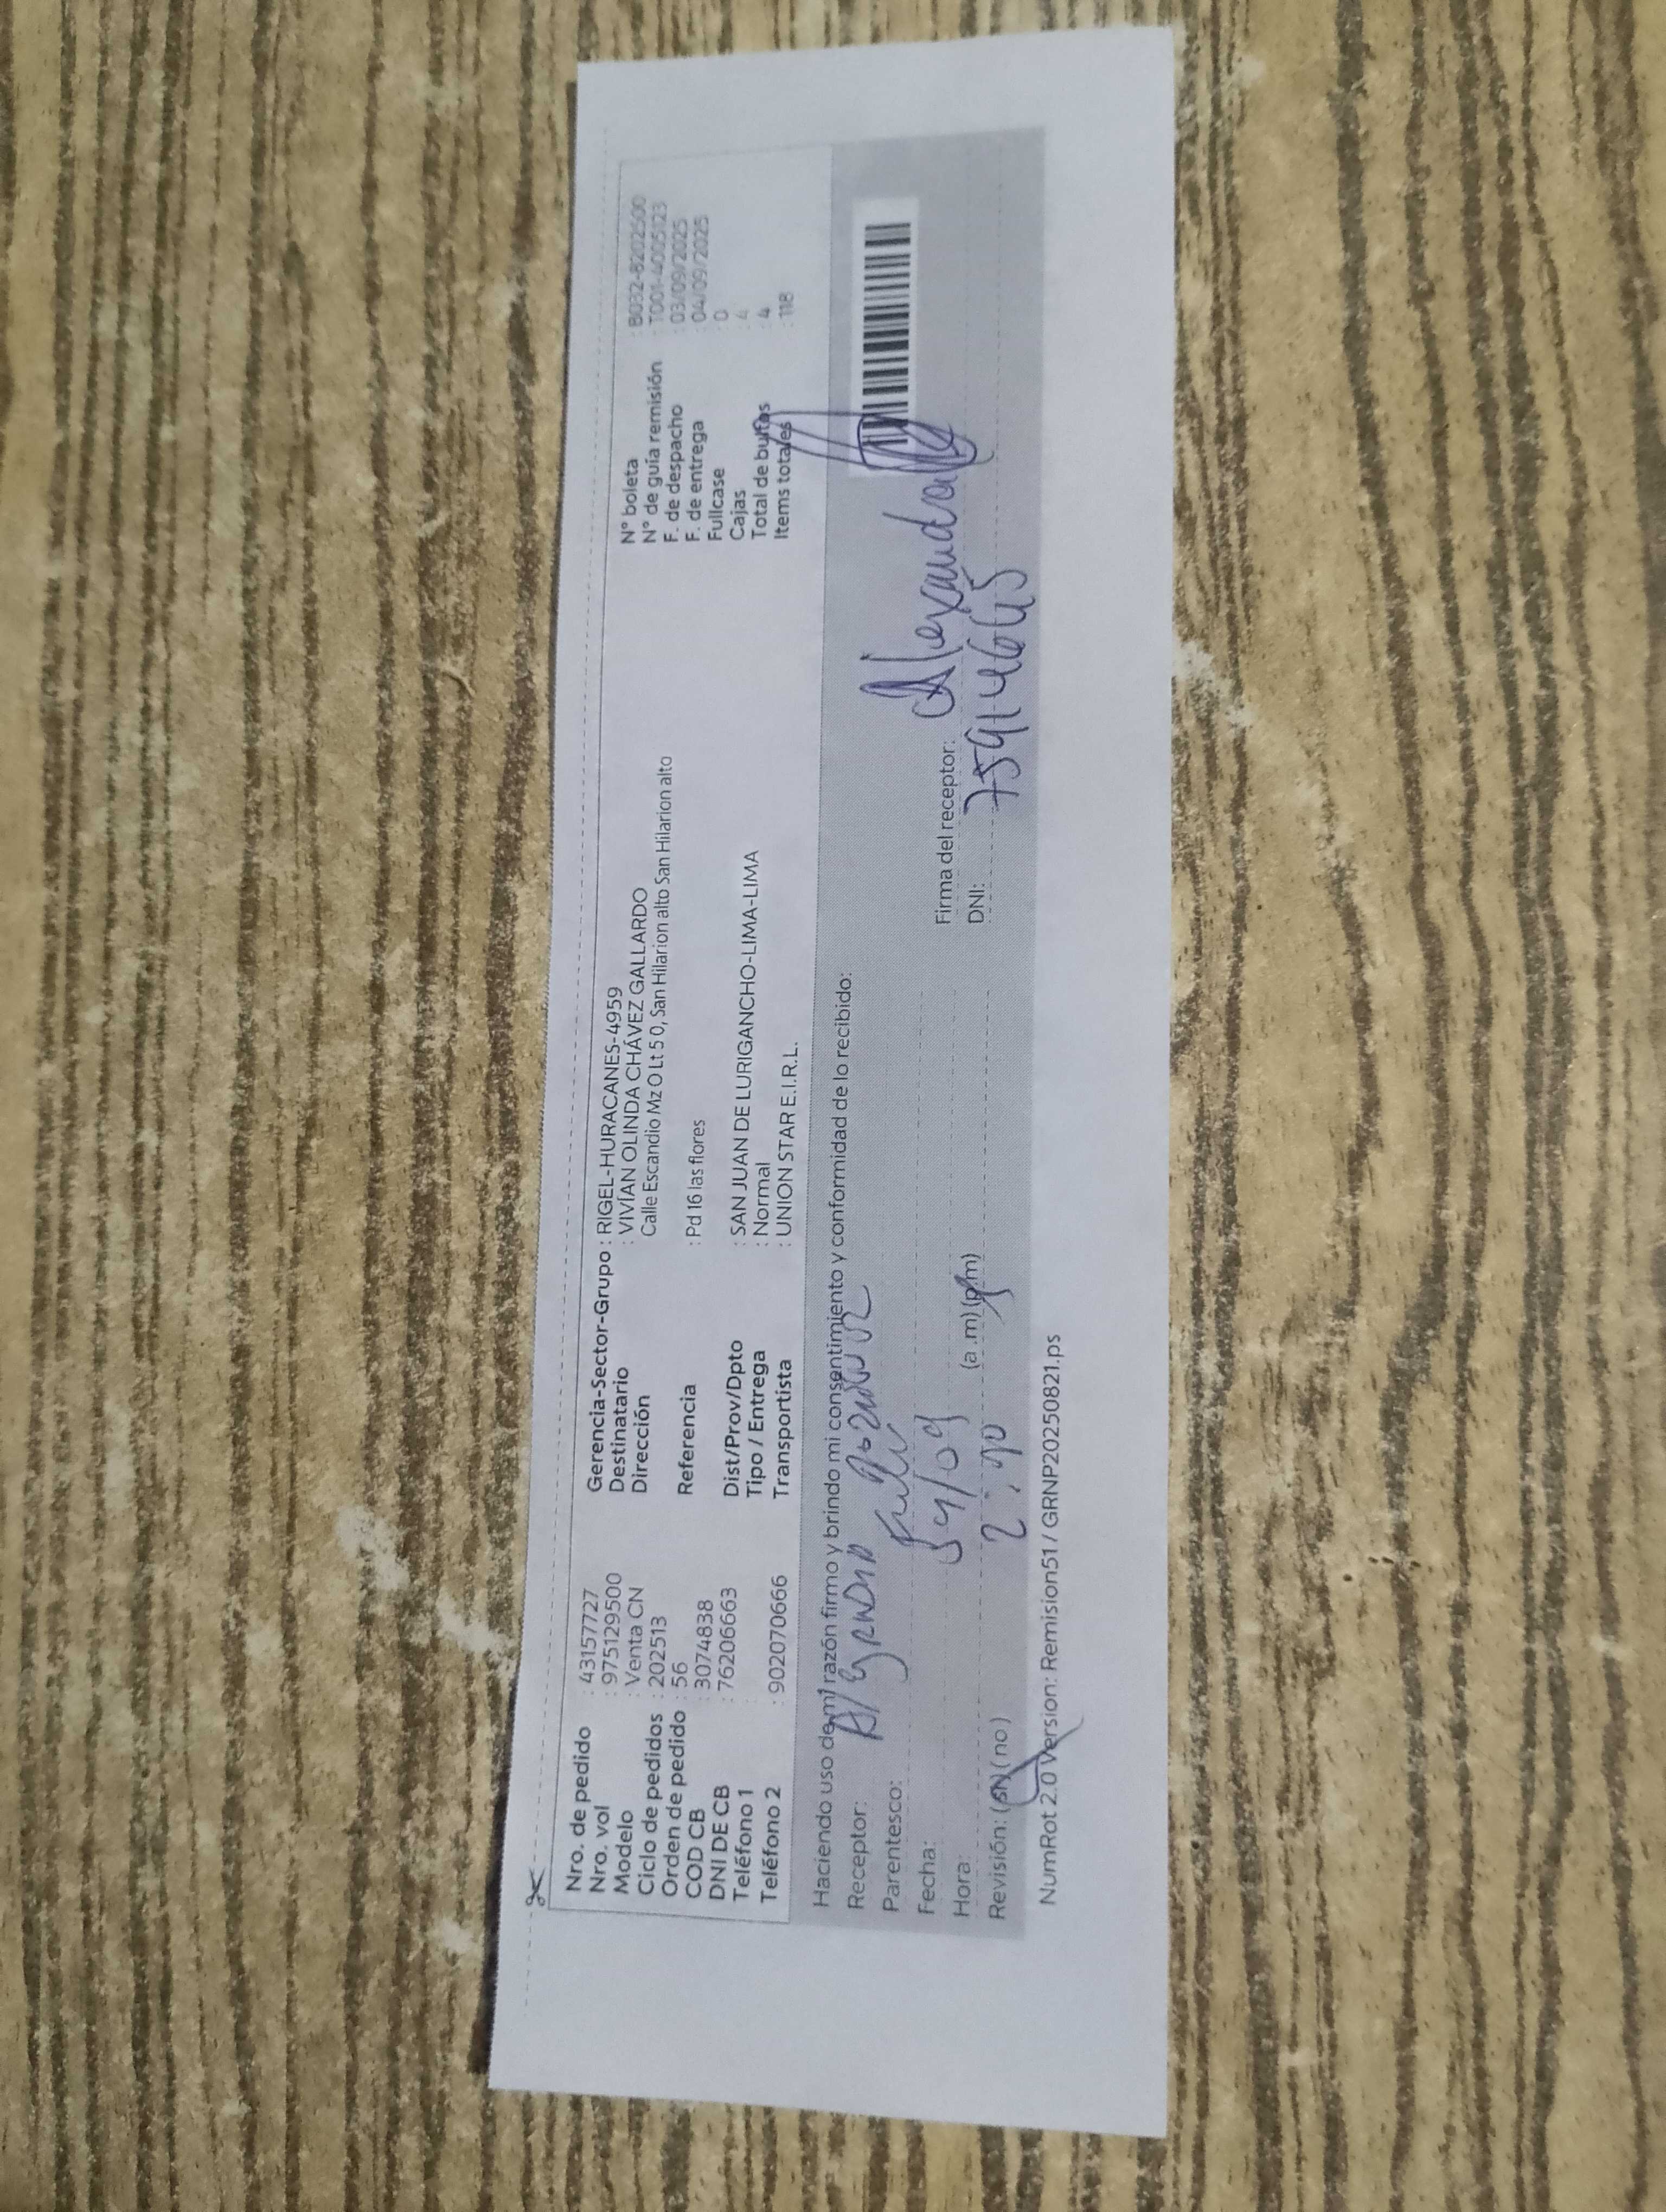 Nro. de pedido : 43157727
Nro. vol : 975129500
Modelo : Venta CN
Ciclo de pedidos : 202513
Orden de pedido : 56
COD CB : 3074838
DNI DE CB : 76206663
Teléfono 1 :
Teléfono 2 : 902070666
Gerencia-Sector-Grupo : RIGEL-HURACANES-4959
Destinatario : VIVÍAN OLINDA CHÁVEZ GALLARDO
Dirección Calle Escandio Mz O Lt 5 0, San Hilarion alto San Hilarion alto
Referencia : Pd 16 las flores
Dist/Prov/Dpto : SAN JUAN DE LURIGANCHO-LIMA-LIMA
Tipo / Entrega : Normal
Transportista : UNION STAR E.I.R.L.
N° boleta : B032-8202500
N° de guía remisión : T001-4005123
F. de despacho : 03/09/2025
F. de entrega : 04/09/2025
Fullcase : 0
Cajas : 4
Total de bultos : 4
Items totales : 118
Haciendo uso de mi razón firmo y brindo mi consentimiento y conformidad de lo recibido:
Receptor:
Parentesco:
Fecha: /09
Hora: (a .m) (p.m)
Revisión: (si) (no)
Firma del receptor: Alexandra
DNI: 75914645
NumRot 2.0 Version: Remision51 / GRNP20250821.ps